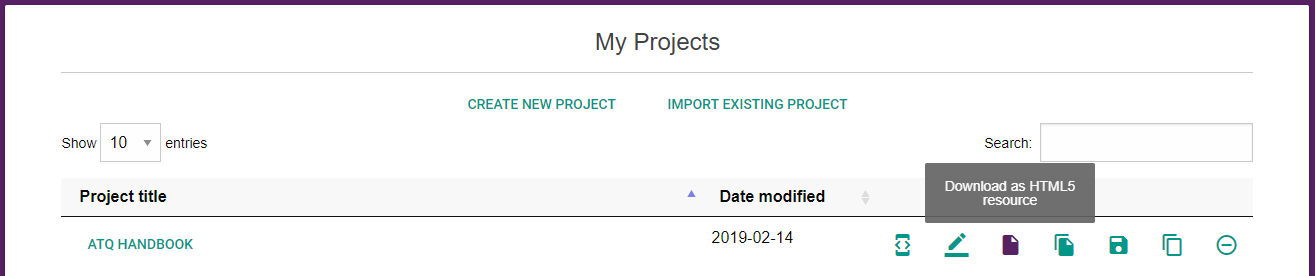 My Projects
CREATE NEW PROJECT IMPORT EXISTING PROJECT
Show 10 entries Search:
Download as HTML5
resource
Project title Date modified
ATQ HANDBOOK 2019-02-14